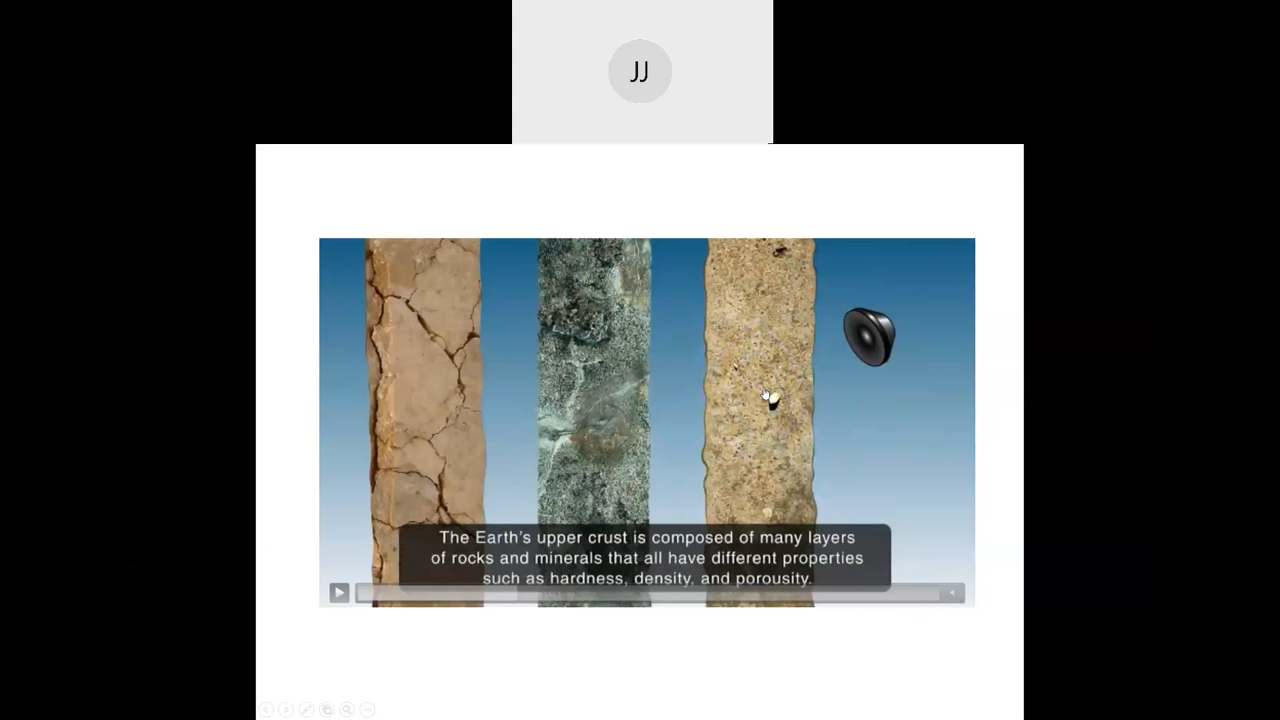 JJ
The Earth's upper crust is composed of many layers
of rocks and minerals that all have different properties
such as hardness, density, and porousity.